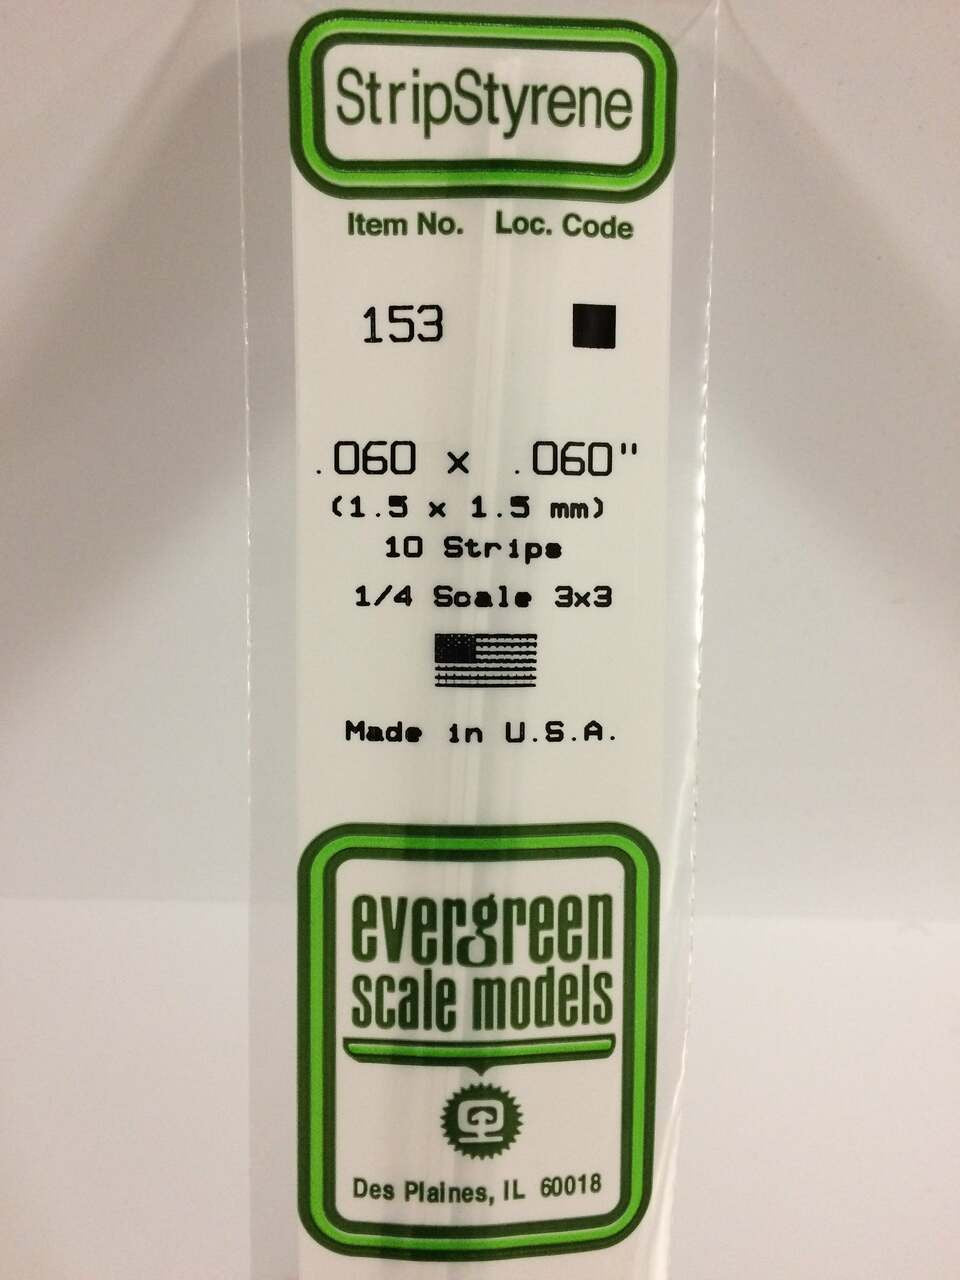 StripStyrene
Item No. Loc. Code
153
.060 x .060"
(1.5 x 1.5 mm)
10 Strips
1/4 Scale 3x3
Made in U.S.A.
evergreen
scale models
Des Plaines, IL 60018